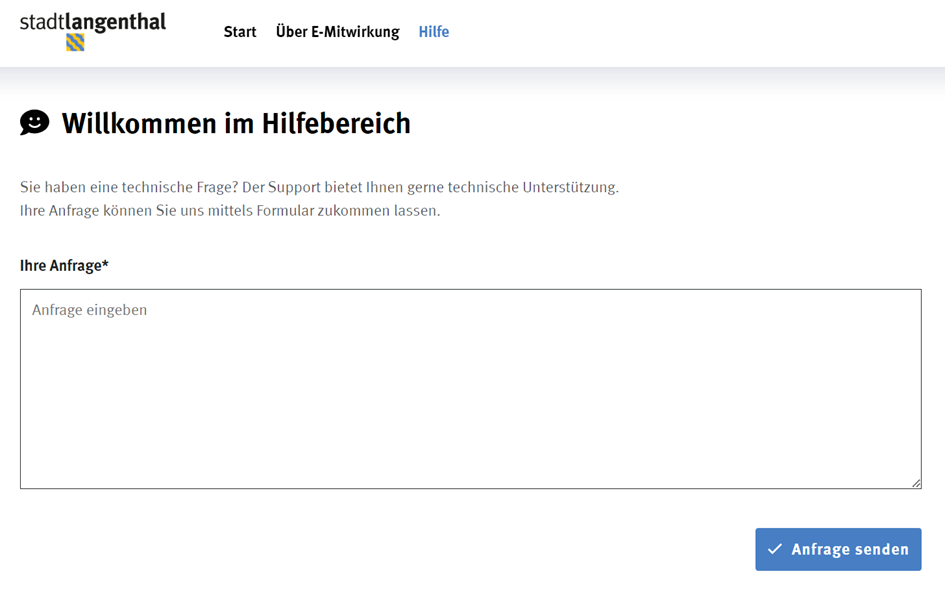 stadtlangenthal
Start Über E-Mitwirkung Hilfe
Willkommen im Hilfebereich
Sie haben eine technische Frage? Der Support bietet Ihnen gerne technische Unterstützung.
Ihre Anfrage können Sie uns mittels Formular zukommen lassen.
Ihre Anfrage*
Anfrage eingeben
Anfrage senden